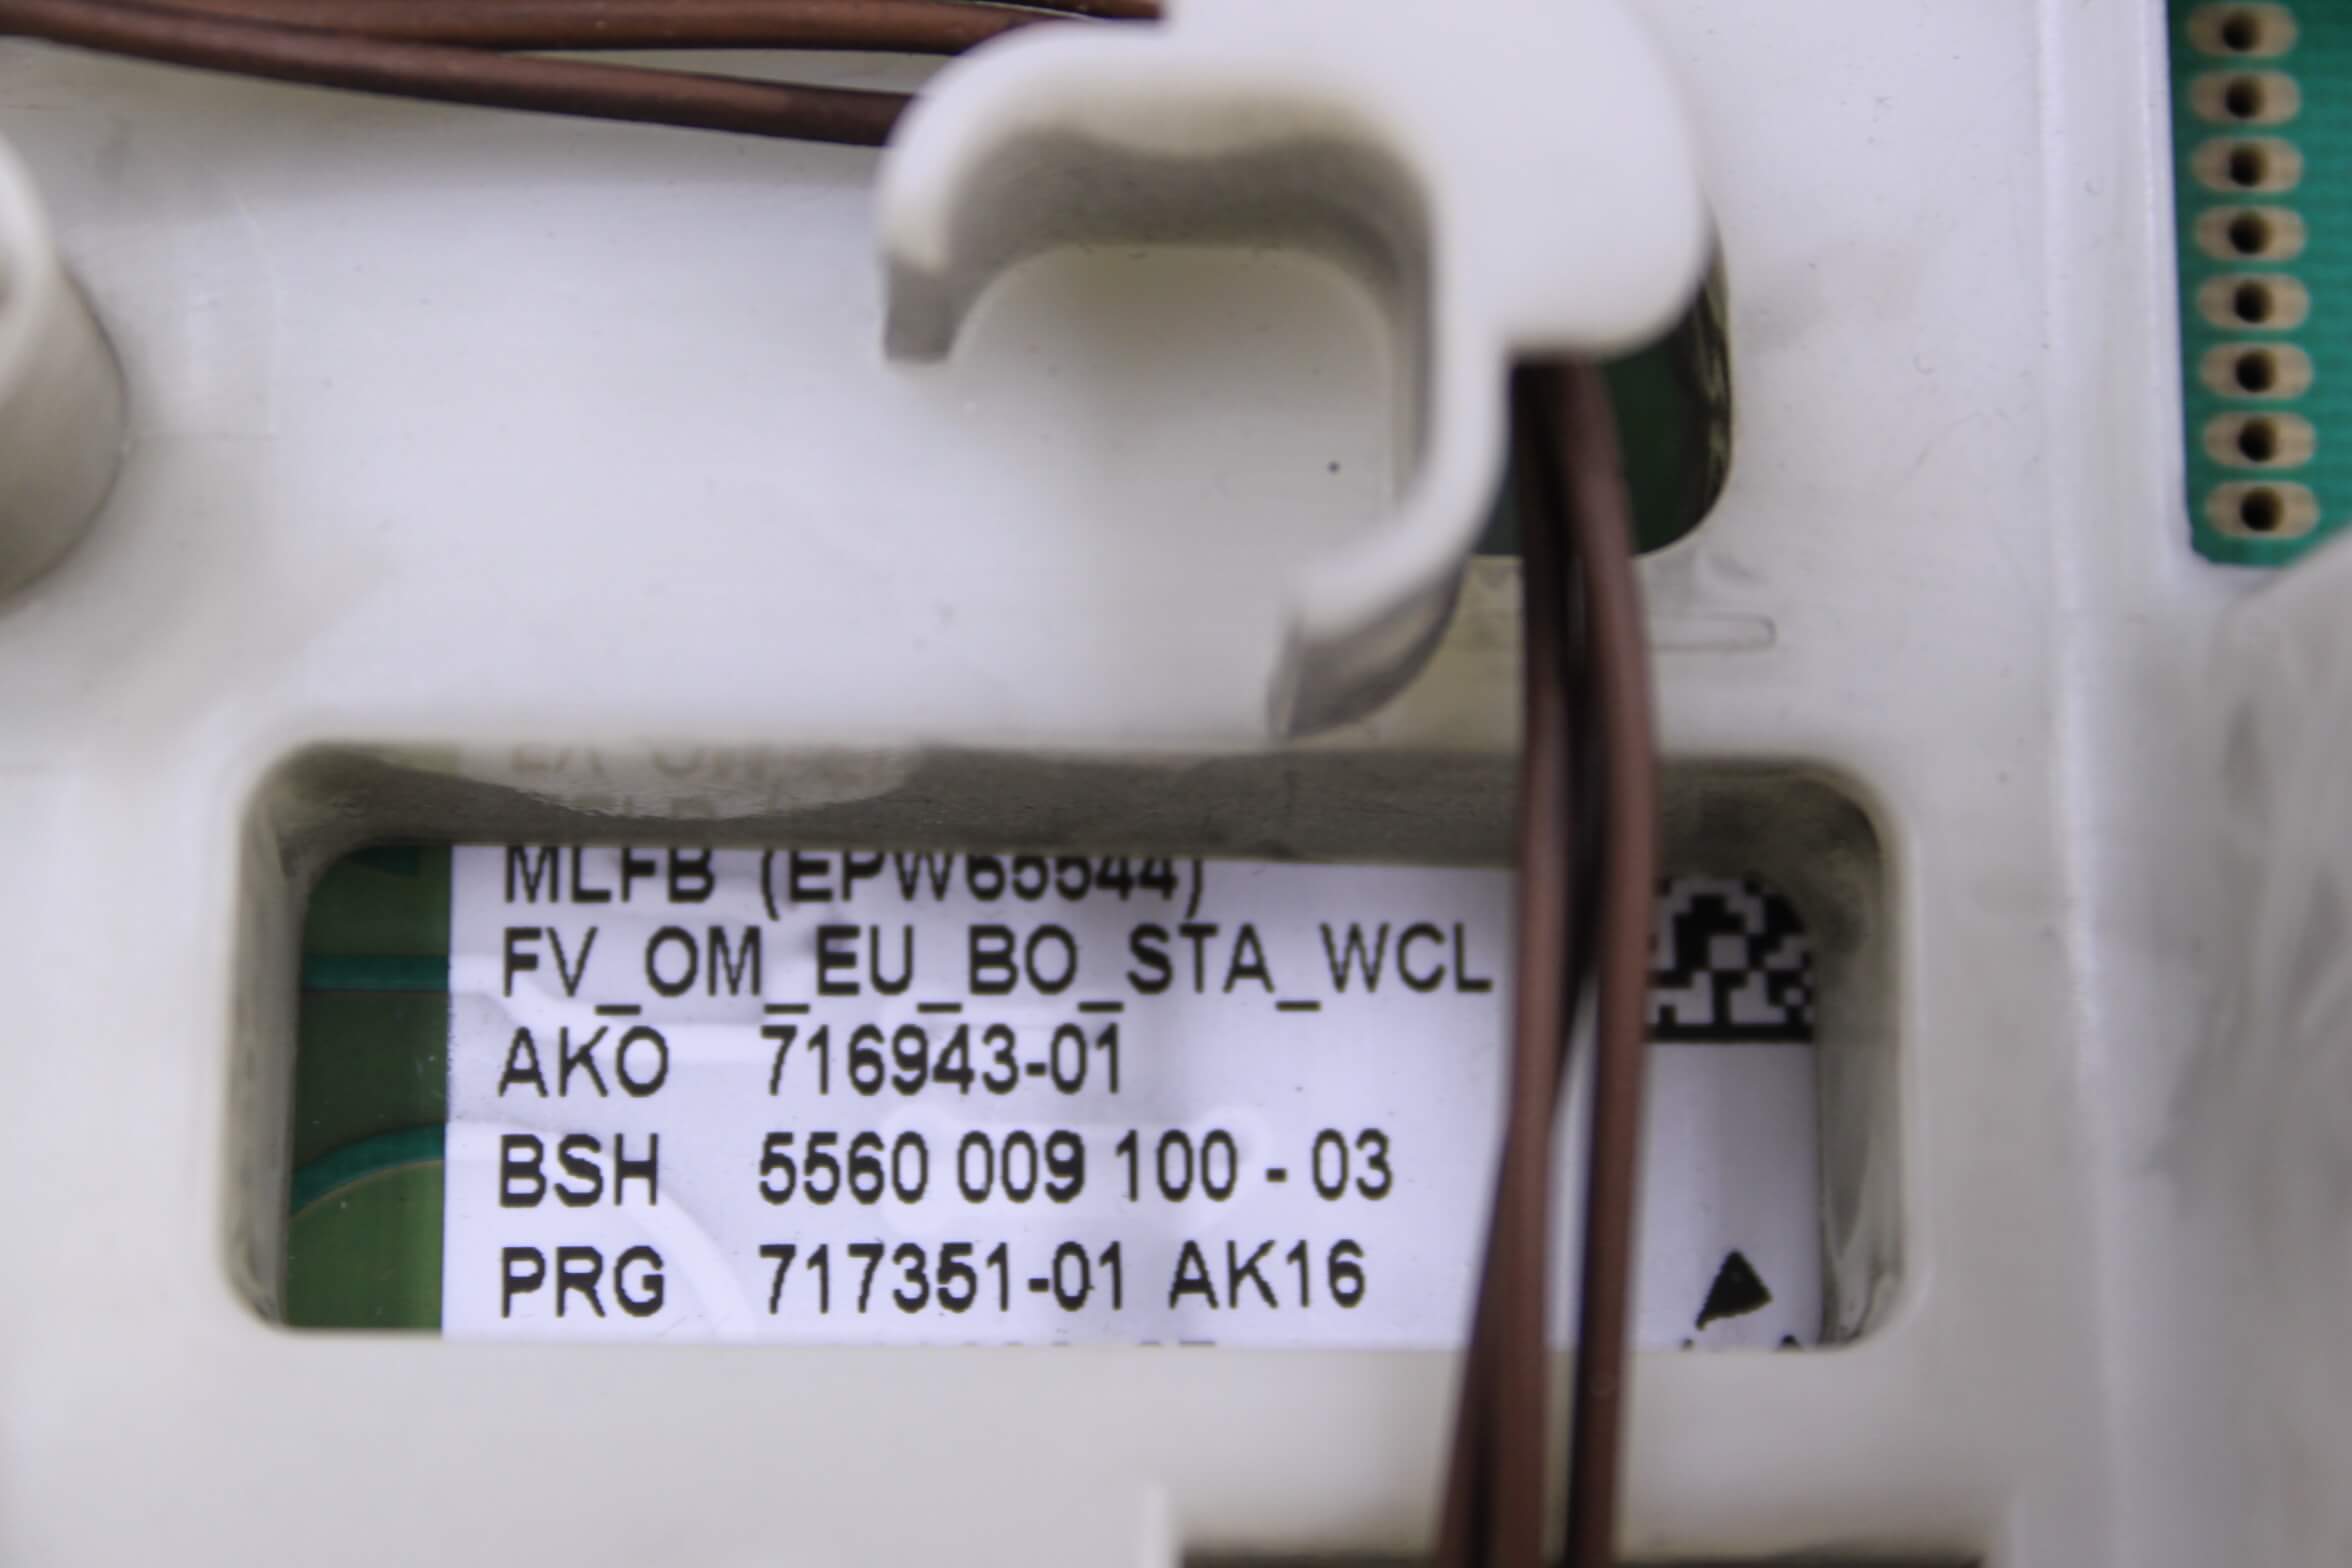 MLFB (EPW65544)
FV_OM_EU_BO_STA_WCL
AKO 716943-01
BSH 5560 009 100 - 03
PRG 717351-01 AK16